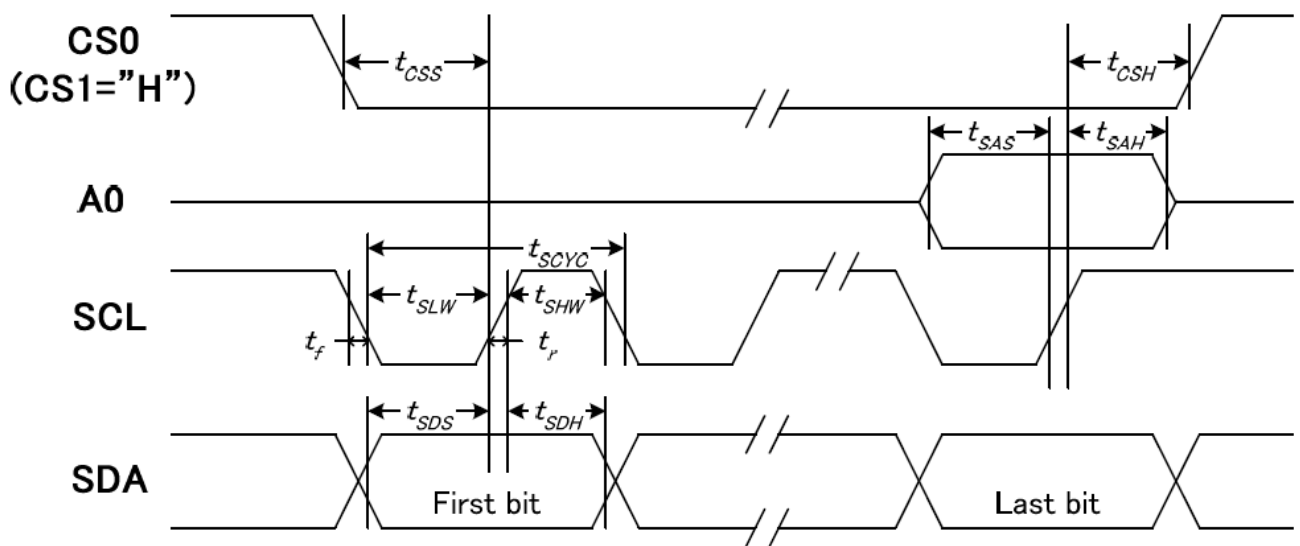 CS0
(CS1="H")
tCSS
tCSH
tSAS
tSAH
A0
tSCYC
tSLW
tSHW
SCL
tf
tr
tSDS
tSDH
SDA
First bit
Last bit